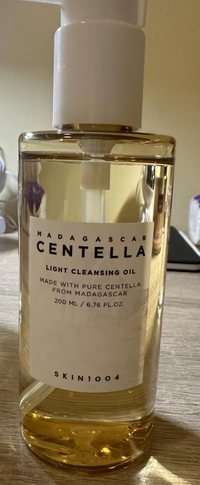 MADAGASCAR
CENTELLA
LIGHT CLEANSING OIL
MADE WITH PURE CENTELLA
FROM MADAGASCAR
200 ML / 6.76 FL.OZ.
SKIN1004